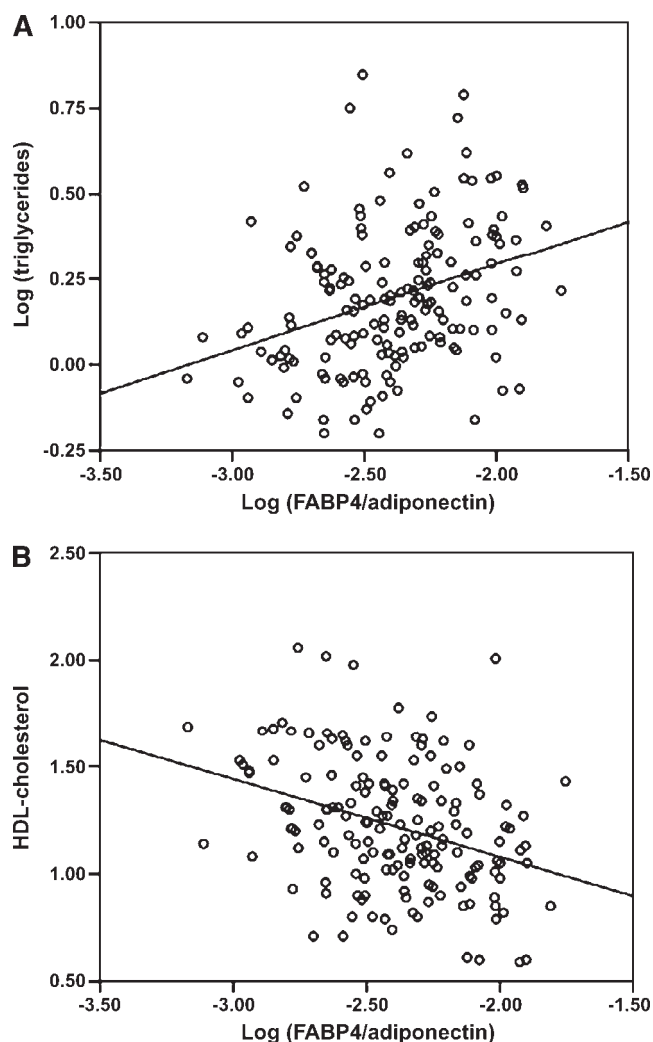 A
1.00
0.75
0.50
0.25
0.00
-0.25
Log (triglycerides)
-3.50 -3.00 -2.50 -2.00 -1.50
Log (FABP4/adiponectin)
B
2.50
2.00
1.50
1.00
0.50
HDL-cholesterol
-3.50 -3.00 -2.50 -2.00 -1.50
Log (FABP4/adiponectin)